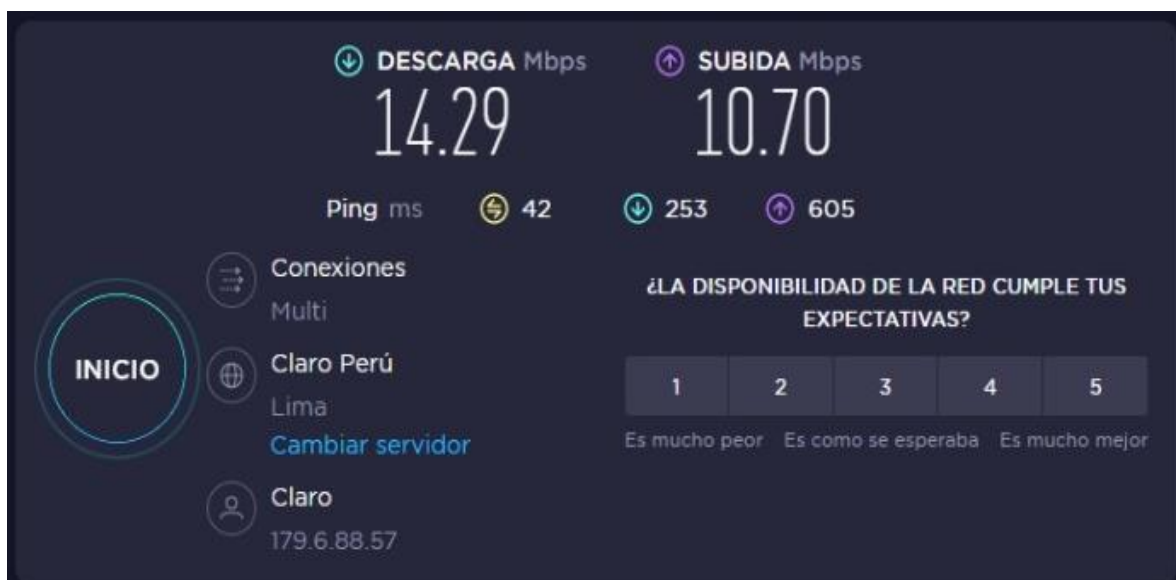 DESCARGA Mbps
14.29
SUBIDA Mbps
10.70
Ping ms 42 253 605
INICIO
Conexiones
Multi
Claro Perú
Lima
Cambiar servidor
Claro
179.6.88.57
¿LA DISPONIBILIDAD DE LA RED CUMPLE TUS
EXPECTATIVAS?
1 2 3 4 5
Es mucho peor Es como se esperaba Es mucho mejor